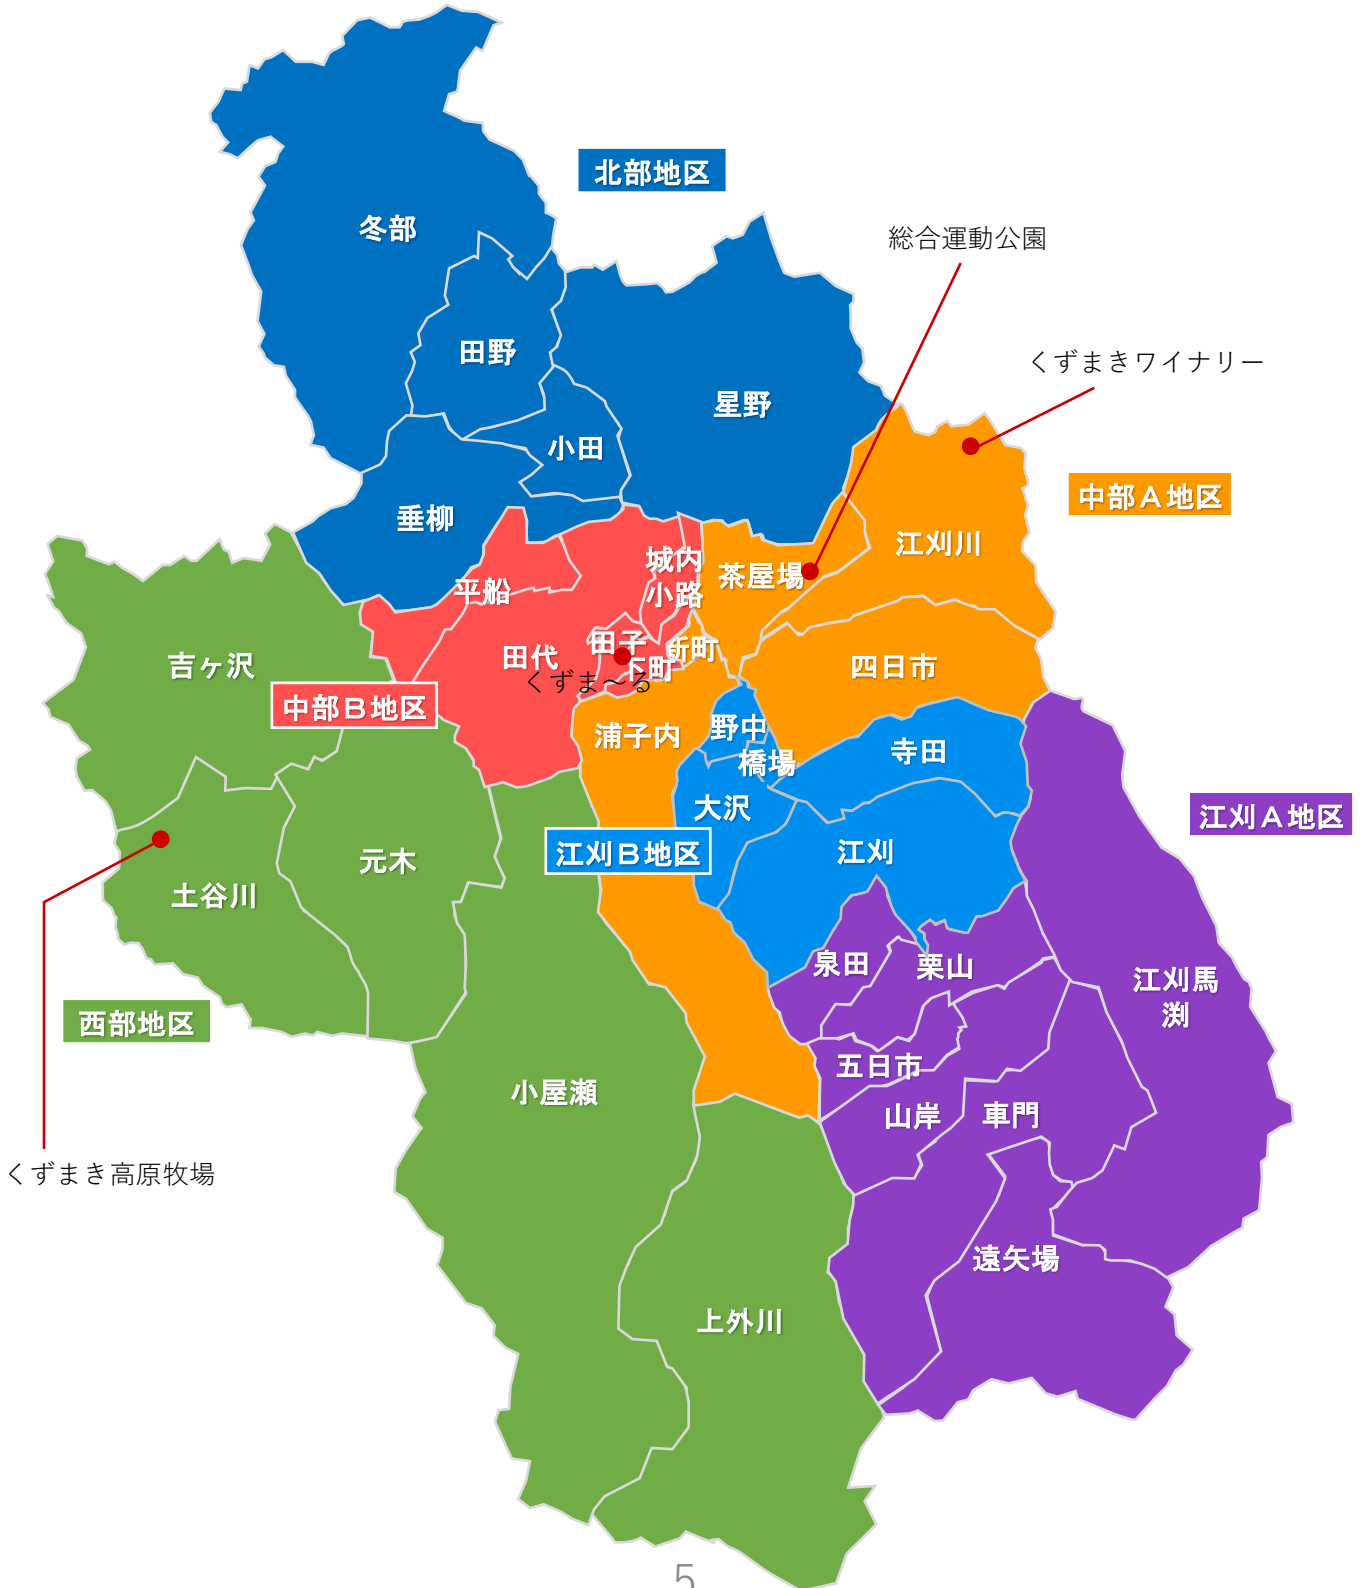 北部地区
冬部
総合運動公園
田野
くずまきワイナリー
星野
小田
中部A地区
垂柳
江刈川
城内
小路
茶屋場
平船
田子
新町
田代
下町
吉ヶ沢
四日市
くずま～る
中部B地区
浦子内
野中
寺田
橋場
大沢
江刈A地区
江刈B地区
江刈
元木
土谷川
泉田
栗山
江刈馬
渕
西部地区
五日市
小屋瀬
山岸
車門
くずまき高原牧場
遠矢場
上外川
5